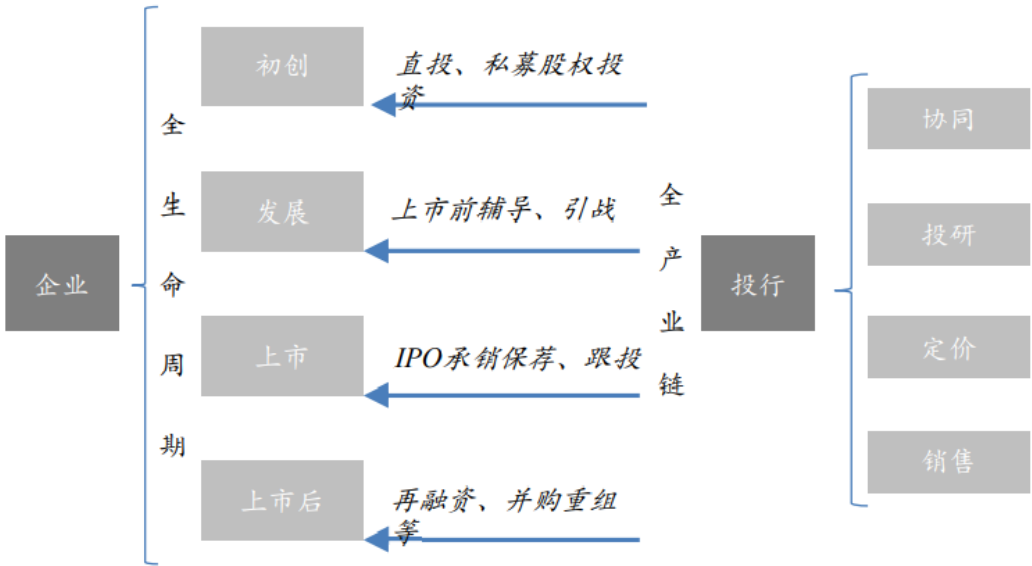 企业
全生命周期
初创
直投、私募股权投
资
发展
上市前辅导、引战
上市
IPO承销保荐、跟投
上市后
再融资、并购重组
等
全产业链
投行
协同
投研
定价
销售